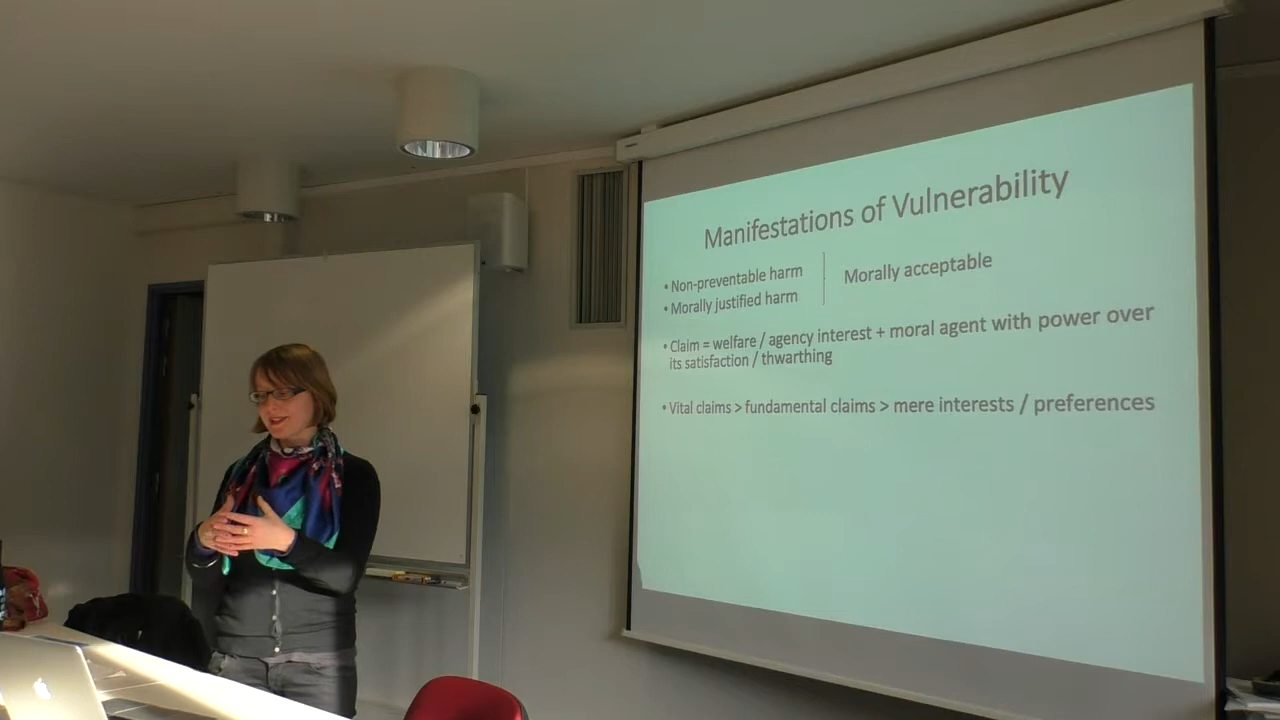 Manifestations of Vulnerability
• Non-preventable harm
• Morally justified harm
Morally acceptable
• Claim = welfare / agency interest + moral agent with power over
its satisfaction / thwarthing
• Vital claims > fundamental claims > mere interests / preferences